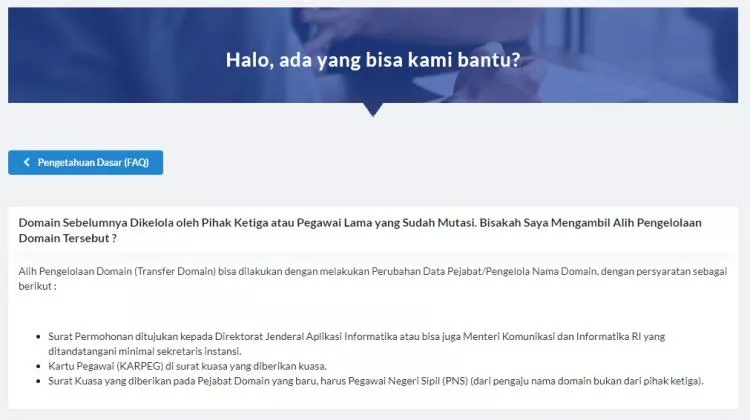 Halo, ada yang bisa kami bantu?
Pengetahuan Dasar (FAQ)
Domain Sebelumnya Dikelola oleh Pihak Ketiga atau Pegawai Lama yang Sudah Mutasi. Bisakah Saya Mengambil Alih Pengelolaan
Domain Tersebut ?
Alih Pengelolaan Domain (Transfer Domain) bisa dilakukan dengan melakukan Perubahan Data Pejabat/Pengelola Nama Domain, dengan persyaratan sebagai
berikut :
• Surat Permohonan ditujukan kepada Direktorat Jenderal Aplikasi Informatika atau bisa juga Menteri Komunikasi dan Informatika RI yang
ditandatangani minimal sekretaris instansi.
• Kartu Pegawai (KARPEG) di surat kuasa yang diberikan kuasa.
• Surat Kuasa yang diberikan pada Pejabat Domain yang baru, harus Pegawai Negeri Sipil (PNS) (dari pengaju nama domain bukan dari pihak ketiga).